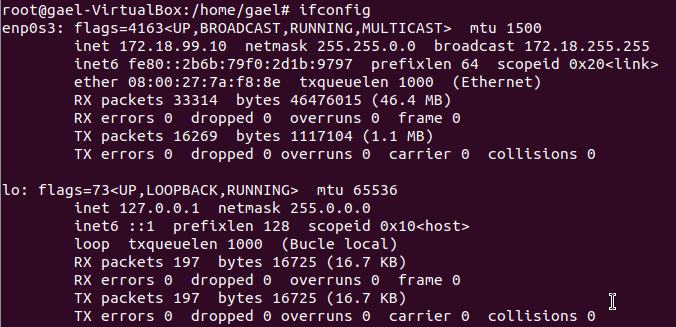 root@gael-VirtualBox:/home/gael# ifconfig
enp0s3: flags=4163<UP,BROADCAST,RUNNING,MULTICAST>  mtu 1500
        inet 172.18.99.10  netmask 255.255.0.0  broadcast 172.18.255.255
        inet6 fe80::2b6b:79f0:2d1b:9797  prefixlen 64  scopeid 0x20<link>
        ether 08:00:27:7a:f8:8e  txqueuelen 1000  (Ethernet)
        RX packets 33314  bytes 46476015 (46.4 MB)
        RX errors 0  dropped 0  overruns 0  frame 0
        TX packets 16269  bytes 1117104 (1.1 MB)
        TX errors 0  dropped 0 overruns 0  carrier 0  collisions 0

lo: flags=73<UP,LOOPBACK,RUNNING>  mtu 65536
        inet 127.0.0.1  netmask 255.0.0.0
        inet6 ::1  prefixlen 128  scopeid 0x10<host>
        loop  txqueuelen 1000  (Bucle local)
        RX packets 197  bytes 16725 (16.7 KB)
        RX errors 0  dropped 0  overruns 0  frame 0
        TX packets 197  bytes 16725 (16.7 KB)
        TX errors 0  dropped 0 overruns 0  carrier 0  collisions 0